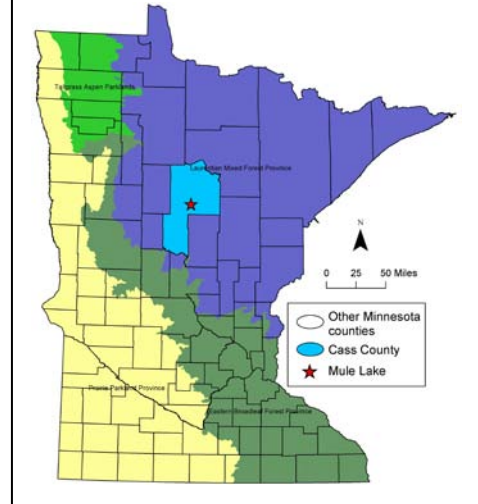 Tallgrass Aspen Parklands
Laurentian Mixed Forest Province
N
0 25 50 Miles
Other Minnesota
counties
Cass County
Mule Lake
Prairie Parkland Province
Eastern Broadleaf Forest Province